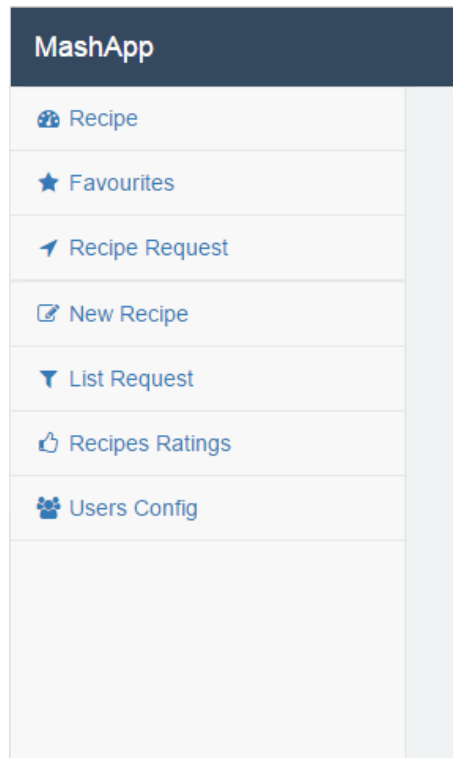 MashApp
Recipe
Favourites
Recipe Request
New Recipe
List Request
Recipes Ratings
Users Config